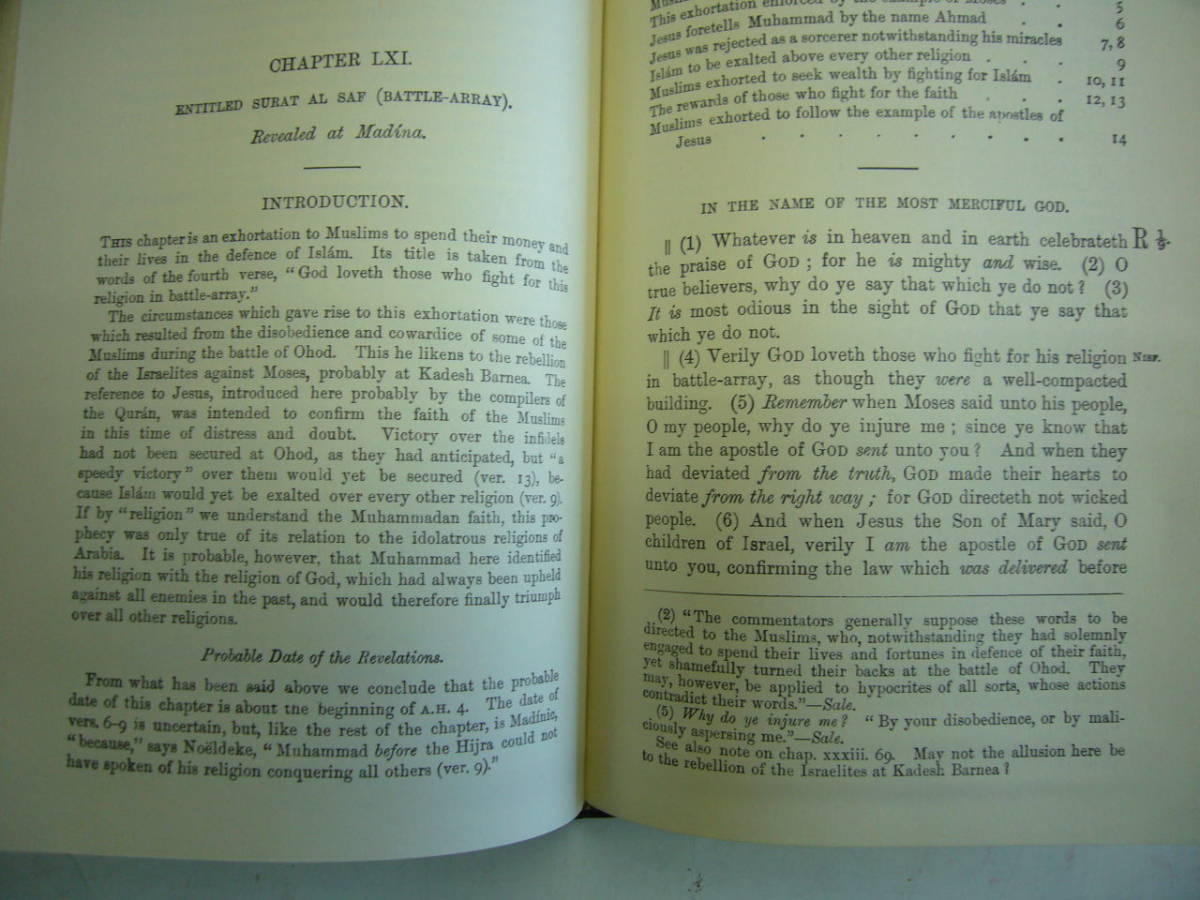 CHAPTER LXI.
ENTITLED SURAT AL SAF (BATTLE-ARRAY).
Revealed at Madína.
INTRODUCTION.
THIS chapter is an exhortation to Muslims to spend their money and
their lives in the defence of Islám. Its title is taken from the
words of the fourth verse, "God loveth those who fight for this
religion in battle-array."
The circumstances which gave rise to this exhortation were those
which resulted from the disobedience and cowardice of some of the
Muslims during the battle of Ohod. This he likens to the rebellion
of the Israelites against Moses, probably at Kadesh Barnea. The
reference to Jesus, introduced here probably by the compilers of
the Qurán, was intended to confirm the faith of the Muslims
in this time of distress and doubt. Victory over the infidels
had not been secured at Ohod, as they had anticipated, but "a
speedy victory" over them would yet be secured (ver. 13), be-
cause Islám would yet be exalted over every other religion (ver. 9).
If by "religion" we understand the Muhammadan faith, this pro-
phecy was only true of its relation to the idolatrous religions of
Arabia. It is probable, however, that Muhammad here identified
his religion with the religion of God, which had always been upheld
against all enemies in the past, and would therefore finally triumph
over all other religions.
Probable Date of the Revelations.
From what has been said above we conclude that the probable
date of this chapter is about the beginning of A.H. 4. The date of
vers. 6-9 is uncertain, but, like the rest of the chapter, is Madínic,
"because," says Noëldeke, "Muhammad before the Hijra could not
have spoken of his religion conquering all others (ver. 9)."
This exhortation enforced by the example of Moses . . 5
Jesus foretells Muhammad by the name Ahmad . . 6
Jesus was rejected as a sorcerer notwithstanding his miracles 7, 8
Islám to be exalted above every other religion . . . 9
Muslims exhorted to seek wealth by fighting for Islám . 10, 11
The rewards of those who fight for the faith . . . 12, 13
Muslims exhorted to follow the example of the apostles of
Jesus . . . . . . . . . 14
IN THE NAME OF THE MOST MERCIFUL GOD.
‖ (1) Whatever is in heaven and in earth celebrateth R ⅓.
the praise of GOD; for he is mighty and wise. (2) O
true believers, why do ye say that which ye do not? (3)
It is most odious in the sight of GOD that ye say that
which ye do not.
‖ (4) Verily GOD loveth those who fight for his religion NISF.
in battle-array, as though they were a well-compacted
building. (5) Remember when Moses said unto his people,
O my people, why do ye injure me; since ye know that
I am the apostle of GOD sent unto you? And when they
had deviated from the truth, GOD made their hearts to
deviate from the right way; for GOD directeth not wicked
people. (6) And when Jesus the Son of Mary said, O
children of Israel, verily I am the apostle of GOD sent
unto you, confirming the law which was delivered before
(2) "The commentators generally suppose these words to be
directed to the Muslims, who, notwithstanding they had solemnly
engaged to spend their lives and fortunes in defence of their faith,
yet shamefully turned their backs at the battle of Ohod. They
may, however, be applied to hypocrites of all sorts, whose actions
contradict their words."—Sale.
(5) Why do ye injure me? "By your disobedience, or by mali-
ciously aspersing me."—Sale.
See also note on chap. xxxiii. 69. May not the allusion here be
to the rebellion of the Israelites at Kadesh Barnea?